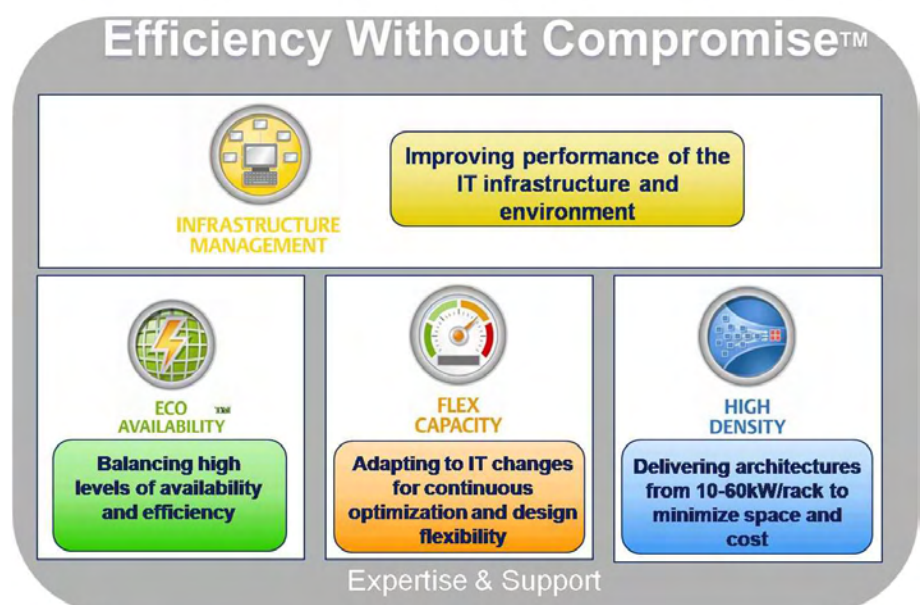 Efficiency Without Compromise™
INFRASTRUCTURE
MANAGEMENT
Improving performance of the
IT infrastructure and
environment
ECO ™
AVAILABILITY
Balancing high
levels of availability
and efficiency
FLEX
CAPACITY
Adapting to IT changes
for continuous
optimization and design
flexibility
HIGH
DENSITY
Delivering architectures
from 10-60kW/rack to
minimize space and
cost
Expertise & Support